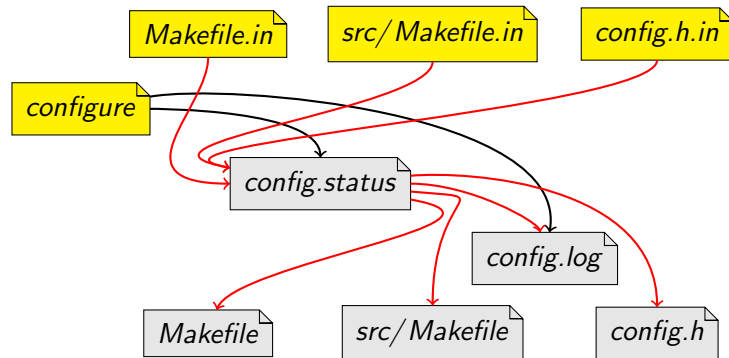 Makefile.in
src/Makefile.in
config.h.in
configure
config.status
config.log
Makefile
src/Makefile
config.h